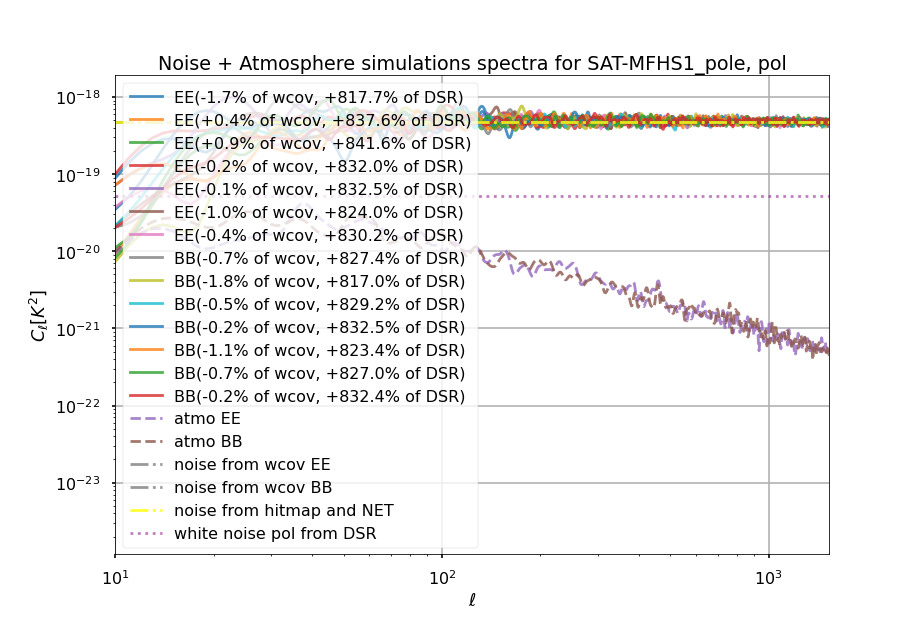 Noise + Atmosphere simulations spectra for SAT-MFHS1_pole, pol
10⁻¹⁸
10⁻¹⁹
10⁻²⁰
10⁻²¹
10⁻²²
10⁻²³
Cℓ[K²]
EE(-1.7% of wcov, +817.7% of DSR)
EE(+0.4% of wcov, +837.6% of DSR)
EE(+0.9% of wcov, +841.6% of DSR)
EE(-0.2% of wcov, +832.0% of DSR)
EE(-0.1% of wcov, +832.5% of DSR)
EE(-1.0% of wcov, +824.0% of DSR)
EE(-0.4% of wcov, +830.2% of DSR)
BB(-0.7% of wcov, +827.4% of DSR)
BB(-1.8% of wcov, +817.0% of DSR)
BB(-0.5% of wcov, +829.2% of DSR)
BB(-0.2% of wcov, +832.5% of DSR)
BB(-1.1% of wcov, +823.4% of DSR)
BB(-0.7% of wcov, +827.0% of DSR)
BB(-0.2% of wcov, +832.4% of DSR)
atmo EE
atmo BB
noise from wcov EE
noise from wcov BB
noise from hitmap and NET
white noise pol from DSR
10¹ 10² 10³
ℓ